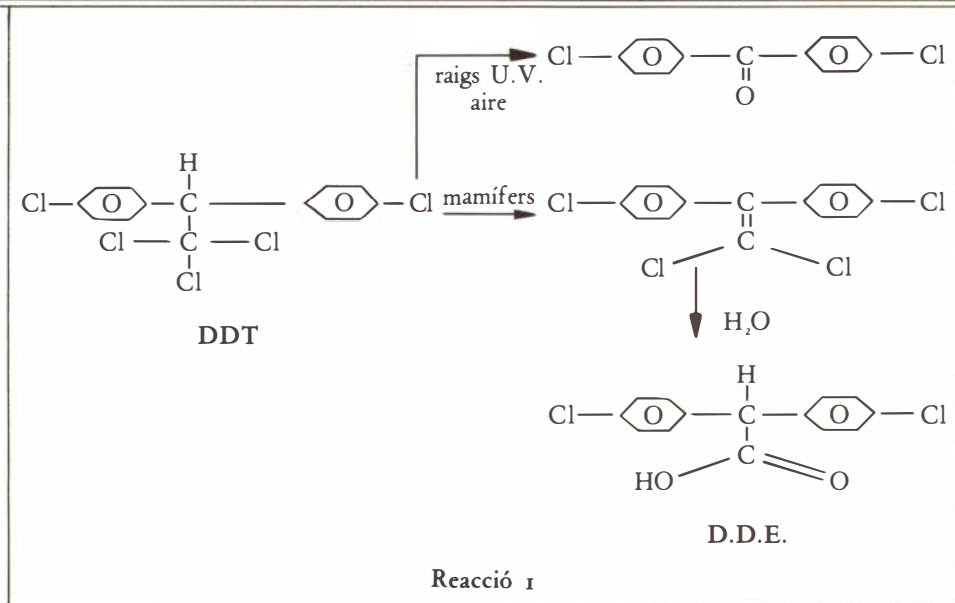 Cl O C O Cl
O
raigs U.V.
aire
H
Cl O C O Cl
Cl C Cl
Cl
DDT
mamífers
Cl O C O Cl
C
Cl Cl
H₂O
H
Cl O C O Cl
C
HO O
D.D.E.
Reacció 1